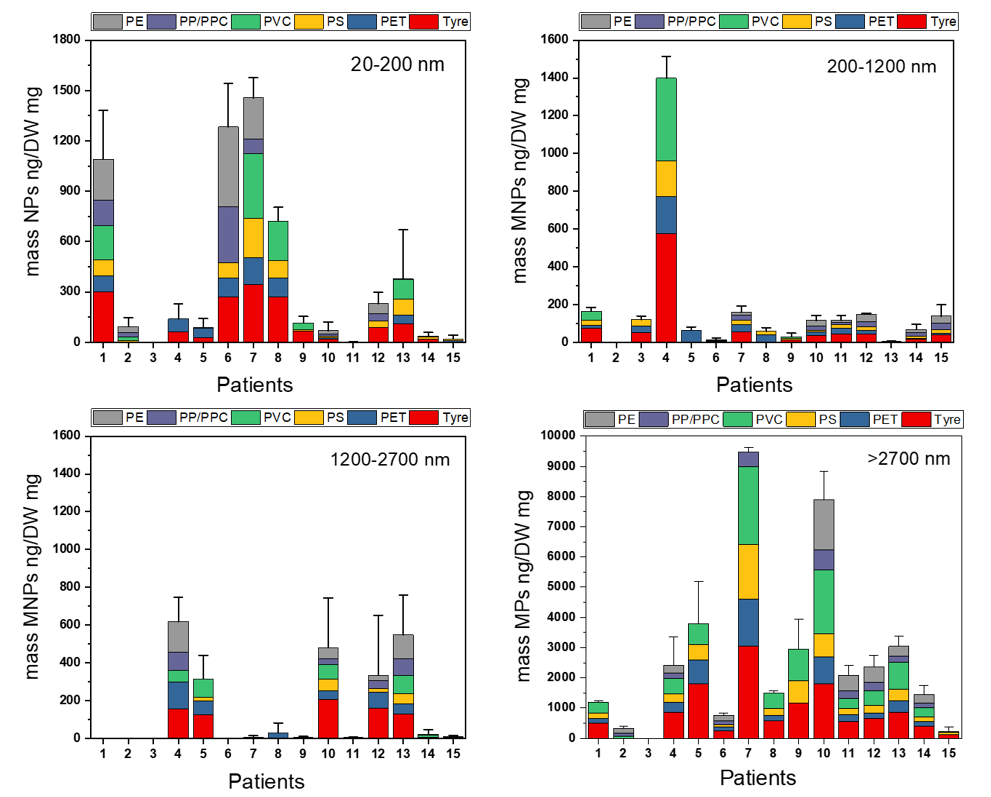 PE PP/PPC PVC PS PET Tyre
20-200 nm
mass NPs ng/DW mg
1800
1500
1200
900
600
300
0
1 2 3 4 5 6 7 8 9 10 11 12 13 14 15
Patients
PE PP/PPC PVC PS PET Tyre
200-1200 nm
mass MNPs ng/DW mg
1600
1400
1200
1000
800
600
400
200
0
1 2 3 4 5 6 7 8 9 10 11 12 13 14 15
Patients
PE PP/PPC PVC PS PET Tyre
1200-2700 nm
mass MNPs ng/DW mg
1600
1400
1200
1000
800
600
400
200
0
1 2 3 4 5 6 7 8 9 10 11 12 13 14 15
Patients
PE PP/PPC PVC PS PET Tyre
>2700 nm
mass MPs ng/DW mg
10000
9000
8000
7000
6000
5000
4000
3000
2000
1000
0
1 2 3 4 5 6 7 8 9 10 11 12 13 14 15
Patients